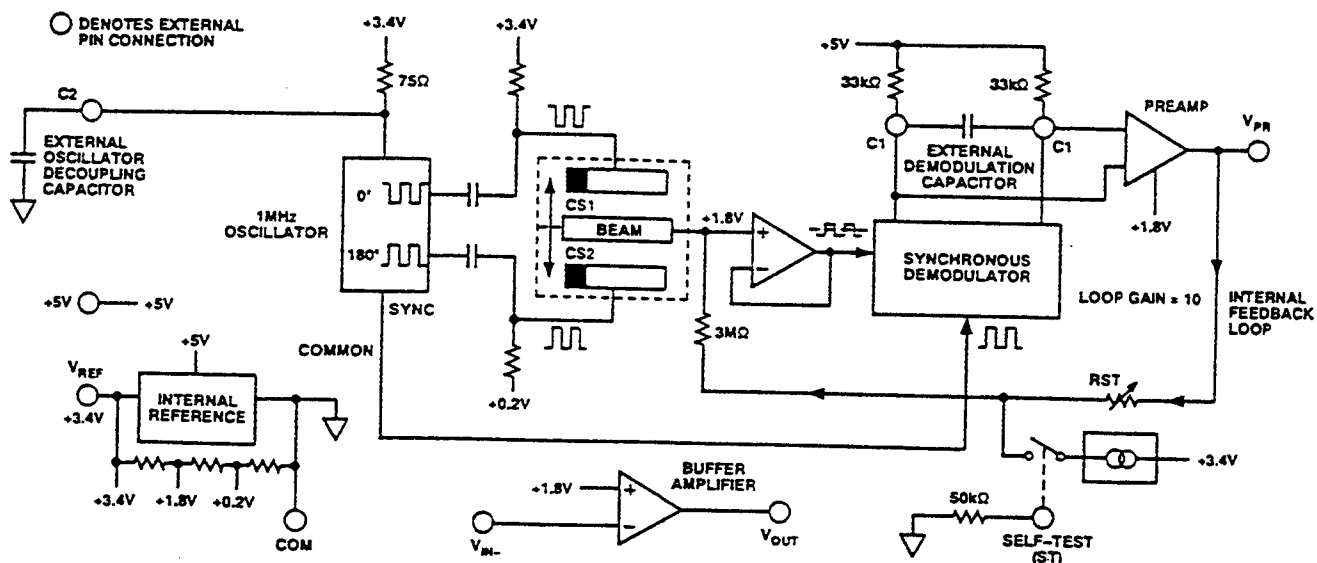 DENOTES EXTERNAL
PIN CONNECTION
+3.4V
+3.4V
+5V
75Ω
33kΩ
33kΩ
PREAMP
C2
V_PR
C1
C1
EXTERNAL
OSCILLATOR
DECOUPLING
CAPACITOR
EXTERNAL
DEMODULATION
CAPACITOR
0°
1MHz
OSCILLATOR
180°
CS1
BEAM
CS2
+1.8V
+
-
+1.8V
SYNCHRONOUS
DEMODULATOR
SYNC
LOOP GAIN = 10
INTERNAL
FEEDBACK
LOOP
+5V
+5V
COMMON
3MΩ
+0.2V
RST
V_REF
+3.4V
+5V
INTERNAL
REFERENCE
+3.4V
+1.8V
+0.2V
COM
BUFFER
AMPLIFIER
+1.8V
+
-
V_IN-
V_OUT
+3.4V
50kΩ
SELF-TEST
(ST)